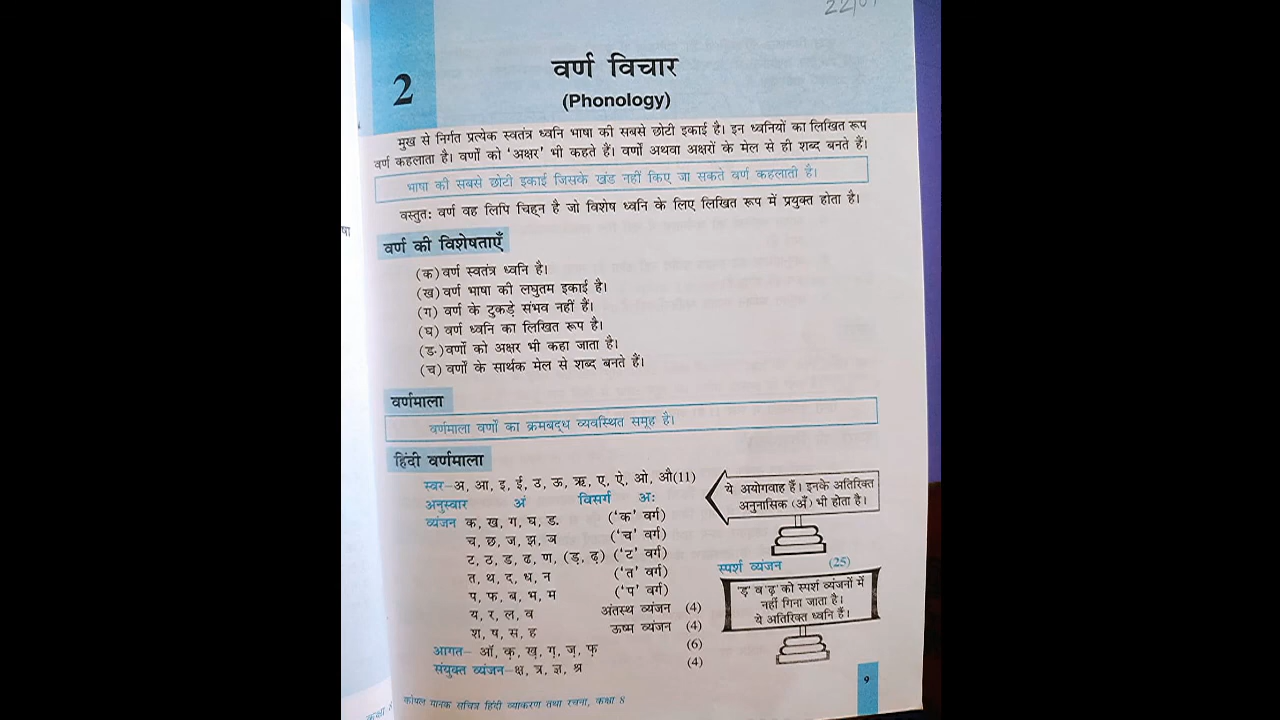 2
वर्ण विचार
(Phonology)
मुख से निर्गत प्रत्येक स्वतंत्र ध्वनि भाषा की सबसे छोटी इकाई है। इन ध्वनियों का लिखित रूप
वर्ण कहलाता है। वर्णों को 'अक्षर' भी कहते हैं। वर्णों अथवा अक्षरों के मेल से ही शब्द बनते हैं।
भाषा की सबसे छोटी इकाई जिसके खंड नहीं किए जा सकते वर्ण कहलाती है।
वस्तुतः वर्ण वह लिपि चिह्न है जो विशेष ध्वनि के लिए लिखित रूप में प्रयुक्त होता है।
वर्ण की विशेषताएँ
(क) वर्ण स्वतंत्र ध्वनि है।
(ख) वर्ण भाषा की लघुतम इकाई है।
(ग) वर्ण के टुकड़े संभव नहीं हैं।
(घ) वर्ण ध्वनि का लिखित रूप है।
(ड.) वर्णों को अक्षर भी कहा जाता है।
(च) वर्णों के सार्थक मेल से शब्द बनते हैं।
वर्णमाला
वर्णमाला वर्णों का क्रमबद्ध व्यवस्थित समूह है।
हिंदी वर्णमाला
स्वर–अ, आ, इ, ई, उ, ऊ, ऋ, ए, ऐ, ओ, औ(11)
अनुस्वार अं विसर्ग अः
ये अयोगवाह हैं। इनके अतिरिक्त
अनुनासिक (अँ) भी होता है।
व्यंजन क, ख, ग, घ, ड. ('क' वर्ग)
च, छ, ज, झ, ञ ('च' वर्ग)
ट, ठ, ड, ढ, ण, (ड़, ढ़) ('ट' वर्ग)
त, थ, द, ध, न ('त' वर्ग)
प, फ, ब, भ, म ('प' वर्ग)
स्पर्श व्यंजन (25)
'ड़' व 'ढ़' को स्पर्श व्यंजनों में
नहीं गिना जाता है।
ये अतिरिक्त ध्वनि हैं।
य, र, ल, व अंतस्थ व्यंजन (4)
श, ष, स, ह ऊष्म व्यंजन (4)
आगत– ऑ, क़, ख़, ग़, ज़, फ़ (6)
संयुक्त व्यंजन–क्ष, त्र, ज्ञ, श्र (4)
9
कोंपल मानक सचित्र हिंदी व्याकरण तथा रचना, कक्षा 8